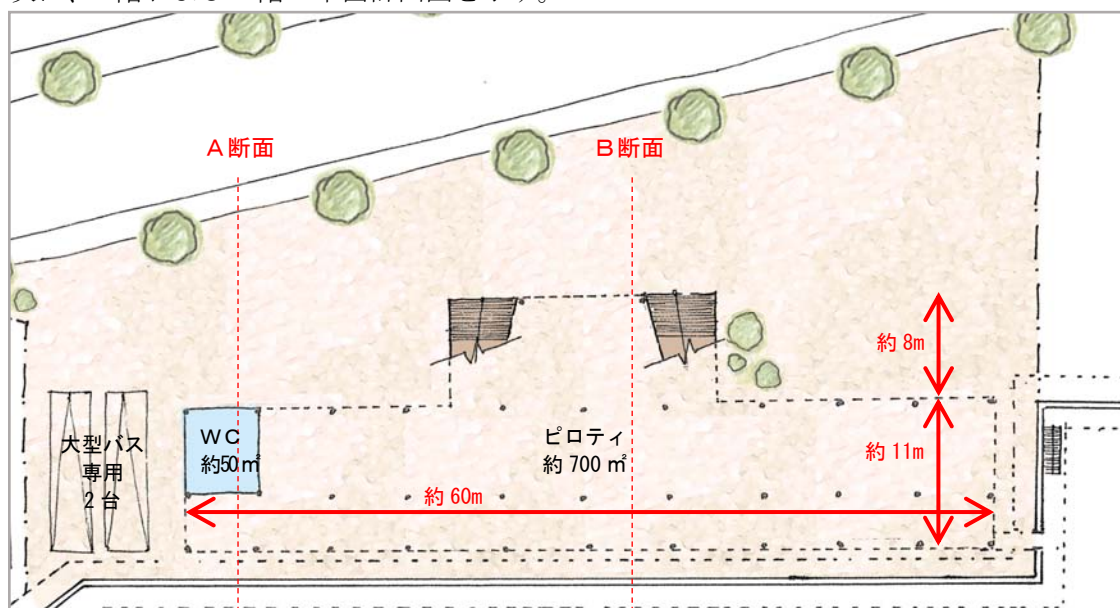 A断面
B断面
約 8m
大型バス
専用
2 台
WC
約50㎡
ピロティ
約 700 ㎡
約 11m
約 60m